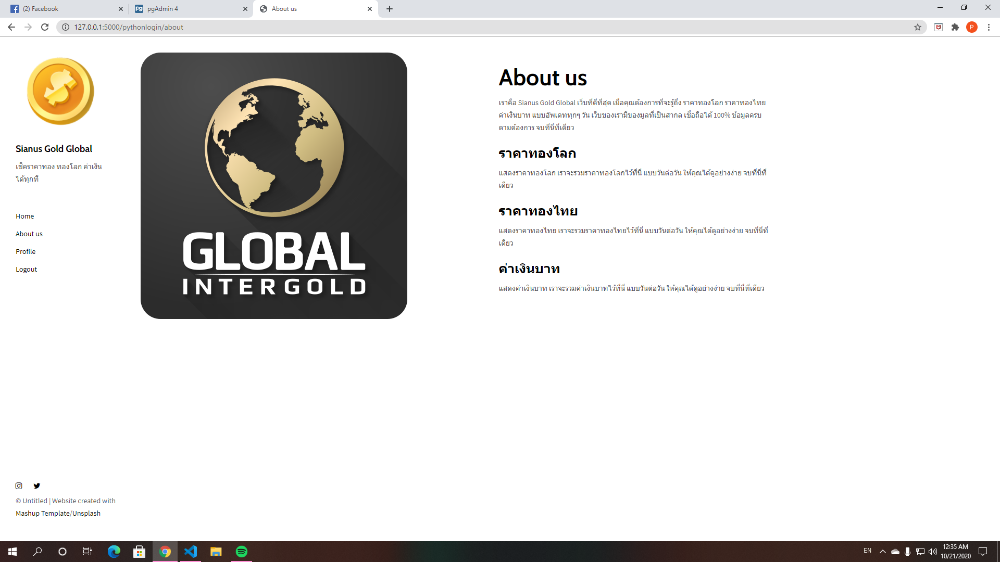 (2) Facebook
pgAdmin 4
About us
127.0.0.1:5000/pythonlogin/about
P
Sianus Gold Global
เช็คราคาทอง ทองโลก ค่าเงิน
ได้ทุกที่
Home
About us
Profile
Logout
GLOBAL
INTERGOLD
About us
เราคือ Sianus Gold Global เว็บที่ดีที่สุด เมื่อคุณต้องการที่จะรู้ถึง ราคาทองโลก ราคาทองไทย
ค่าเงินบาท แบบอัพเดททุกๆ วัน เว็บของเรามีของมูลที่เป็นสากล เชื่อถือได้ 100% ข้อมูลครบ
ตามต้องการ จบที่นี่ที่เดียว
ราคาทองโลก
แสดงราคาทองโลก เราจะรวมราคาทองโลกไว้ที่นี่ แบบวันต่อวัน ให้คุณได้ดูอย่างง่าย จบที่นี่ที่
เดียว
ราคาทองไทย
แสดงราคาทองไทย เราจะรวมราคาทองไทยไว้ที่นี่ แบบวันต่อวัน ให้คุณได้ดูอย่างง่าย จบที่นี่ที่
เดียว
ค่าเงินบาท
แสดงค่าเงินบาท เราจะรวมค่าเงินบาทไว้ที่นี่ แบบวันต่อวัน ให้คุณได้ดูอย่างง่าย จบที่นี่ที่เดียว
© Untitled | Website created with
Mashup Template/Unsplash
EN
12:35 AM
10/21/2020